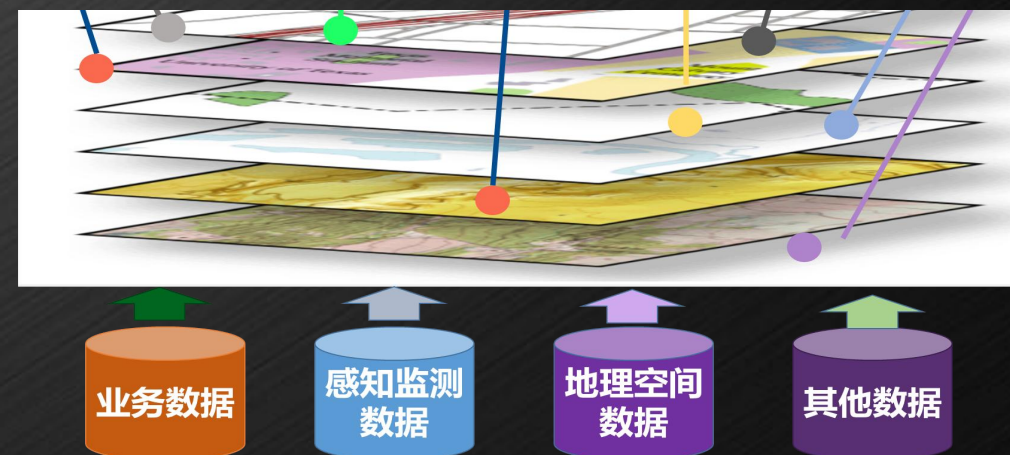 业务数据
感知监测
数据
地理空间
数据
其他数据